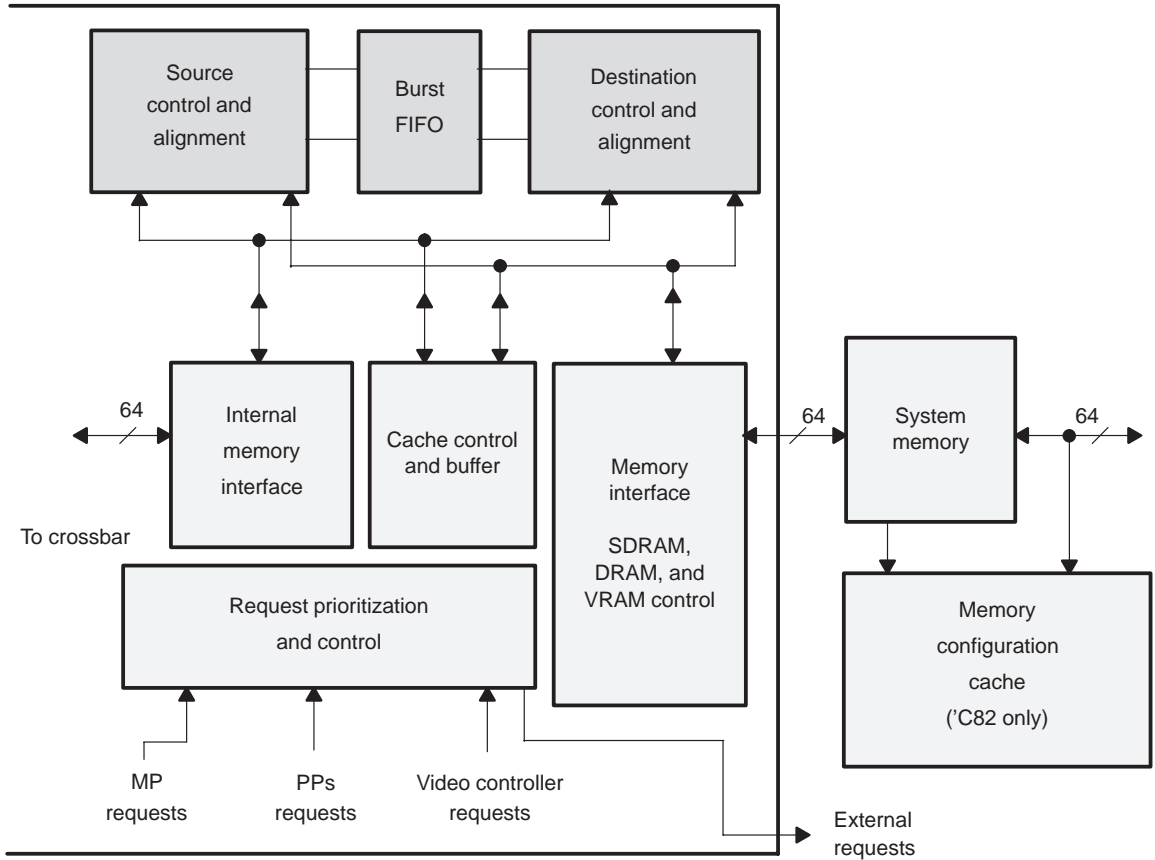 Source
control and
alignment
Burst
FIFO
Destination
control and
alignment
64
Internal
memory
interface
Cache control
and buffer
Memory
interface
SDRAM,
DRAM, and
VRAM control
64
System
memory
64
To crossbar
Request prioritization
and control
Memory
configuration
cache
(’C82 only)
MP
requests
PPs
requests
Video controller
requests
External
requests